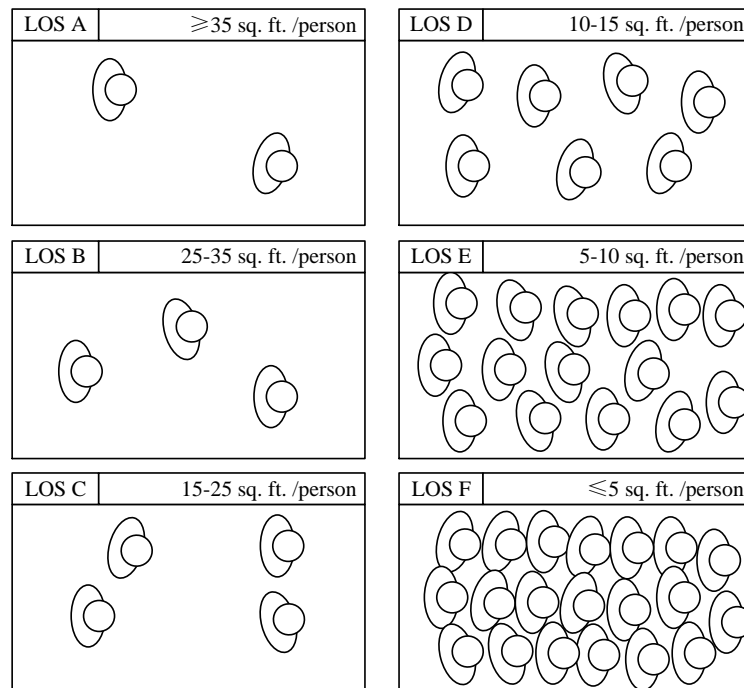 LOS A ⩾35 sq. ft. /person
LOS D 10-15 sq. ft. /person
LOS B 25-35 sq. ft. /person
LOS E 5-10 sq. ft. /person
LOS C 15-25 sq. ft. /person
LOS F ⩽5 sq. ft. /person